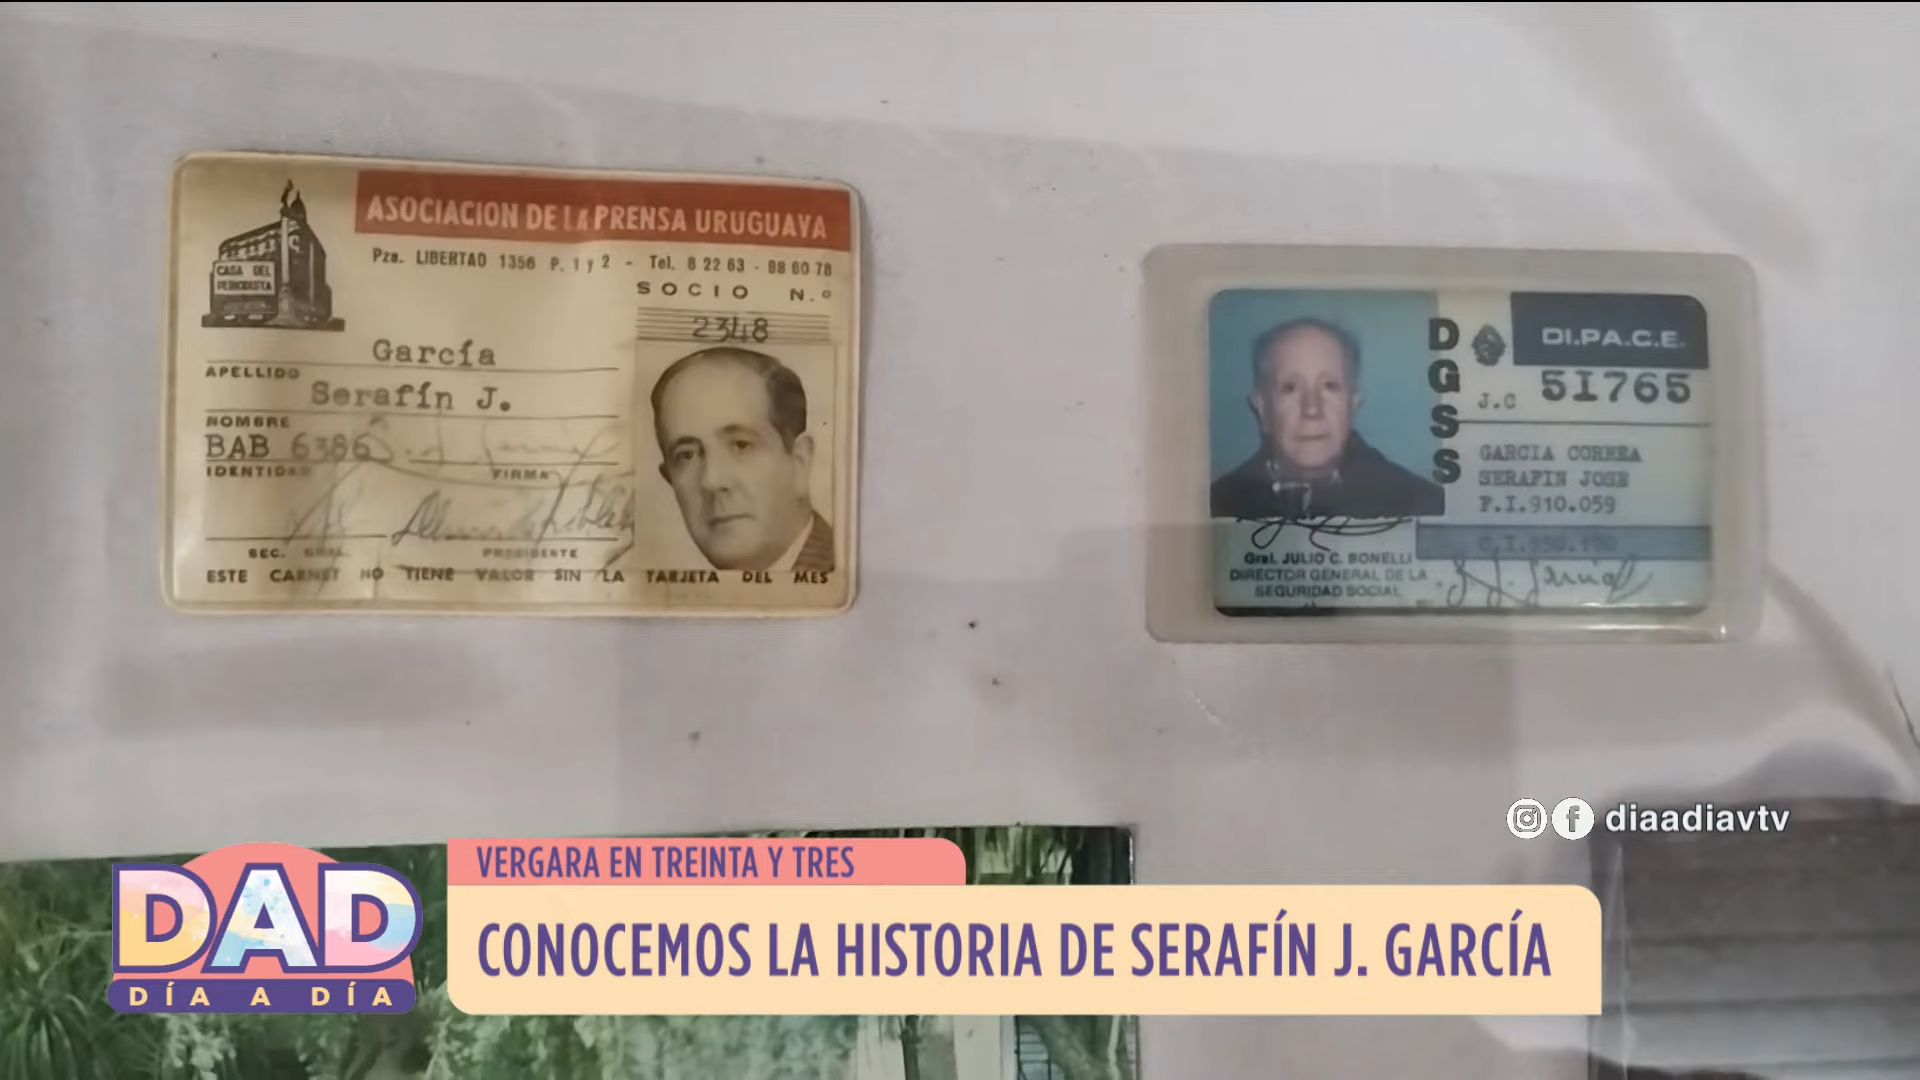 ASOCIACION DE LA PRENSA URUGUAYA
Pza. LIBERTAD 1356 P. 1 y 2 - Tel. 8 22 63 - 98 60 78
SOCIO N.º
2348
CASA DEL
PERIODISTA
García
APELLIDO
Serafín J.
NOMBRE
BAB 6386
IDENTIDAD
FIRMA
SEC. GRAL.
PRESIDENTE
ESTE CARNET NO TIENE VALOR SIN LA TARJETA DEL MES
DGSS
DI.PA.C.E.
J.C 51765
GARCIA CORREA
SERAFIN JOSE
F.I.910.059
Gral. JULIO C. BONELLI
DIRECTOR GENERAL DE LA
SEGURIDAD SOCIAL
diaadiavtv
VERGARA EN TREINTA Y TRES
CONOCEMOS LA HISTORIA DE SERAFÍN J. GARCÍA
DAD
DÍA A DÍA